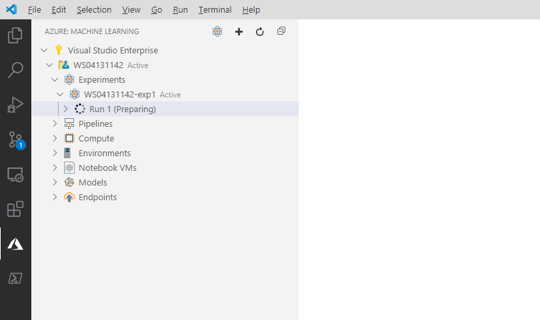 File Edit Selection View Go Run Terminal Help
AZURE: MACHINE LEARNING
Visual Studio Enterprise
WS04131142 Active
Experiments
WS04131142-exp1 Active
Run 1 (Preparing)
Pipelines
1
Compute
Environments
Notebook VMs
Models
Endpoints